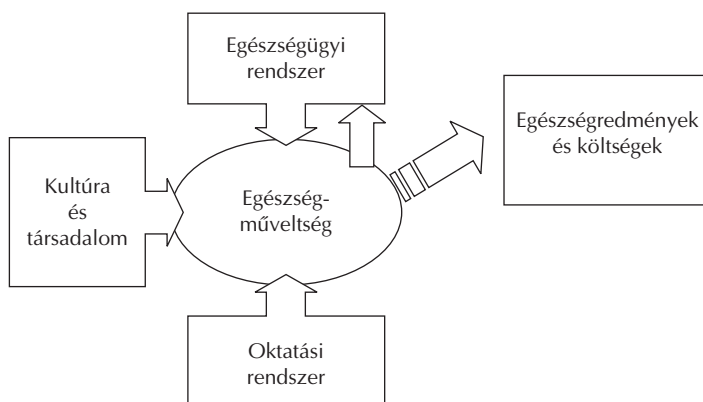 Egészségügyi
rendszer
Egészségredmények
és költségek
Kultúra
és
társadalom
Egészség-
műveltség
Oktatási
rendszer